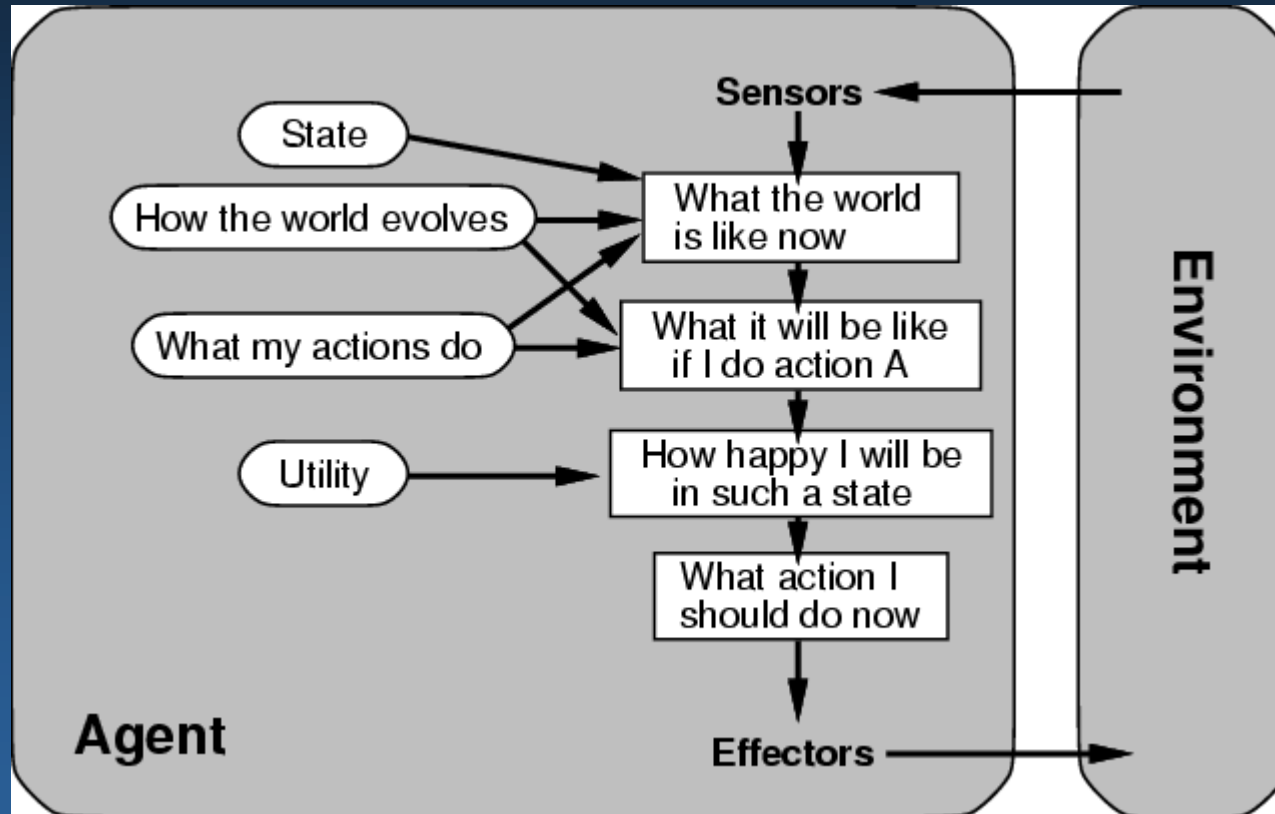 Sensors
State
What the world
is like now
How the world evolves
What it will be like
if I do action A
What my actions do
How happy I will be
in such a state
Utility
What action I
should do now
Agent
Effectors
Environment